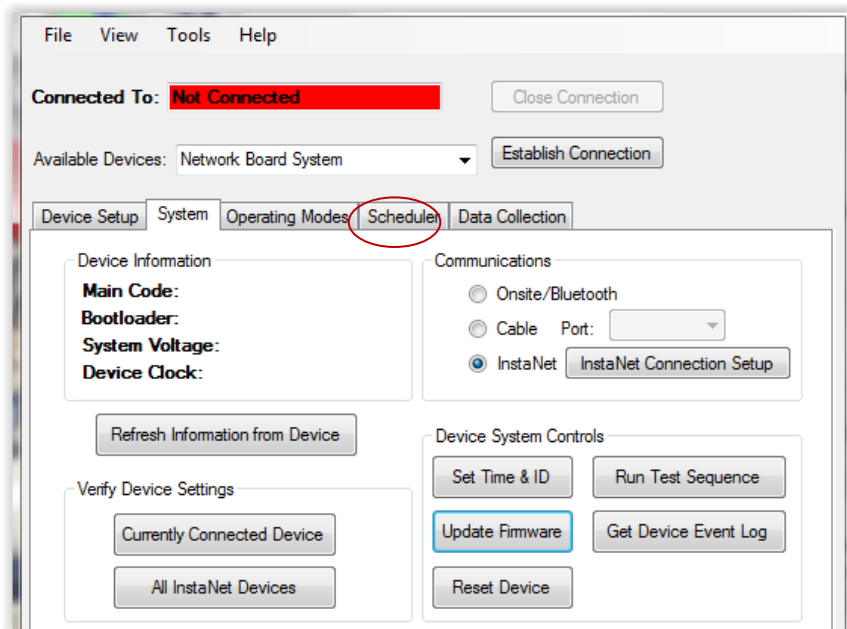 File View Tools Help
Connected To: Not Connected Close Connection
Available Devices: Network Board System Establish Connection
Device Setup System Operating Modes Scheduler Data Collection
Device Information
Main Code:
Bootloader:
System Voltage:
Device Clock:
Communications
Onsite/Bluetooth
Cable Port:
InstaNet InstaNet Connection Setup
Refresh Information from Device
Verify Device Settings
Currently Connected Device
All InstaNet Devices
Device System Controls
Set Time & ID Run Test Sequence
Update Firmware Get Device Event Log
Reset Device